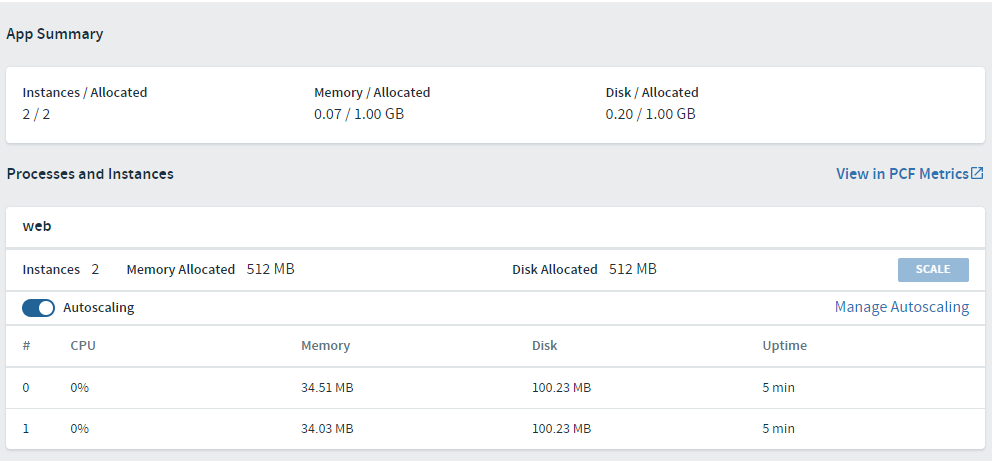 App Summary
Instances / Allocated Memory / Allocated Disk / Allocated
2 / 2 0.07 / 1.00 GB 0.20 / 1.00 GB
Processes and Instances View in PCF Metrics
web
Instances 2 Memory Allocated 512 MB Disk Allocated 512 MB SCALE
Autoscaling Manage Autoscaling
# CPU Memory Disk Uptime
0 0% 34.51 MB 100.23 MB 5 min
1 0% 34.03 MB 100.23 MB 5 min